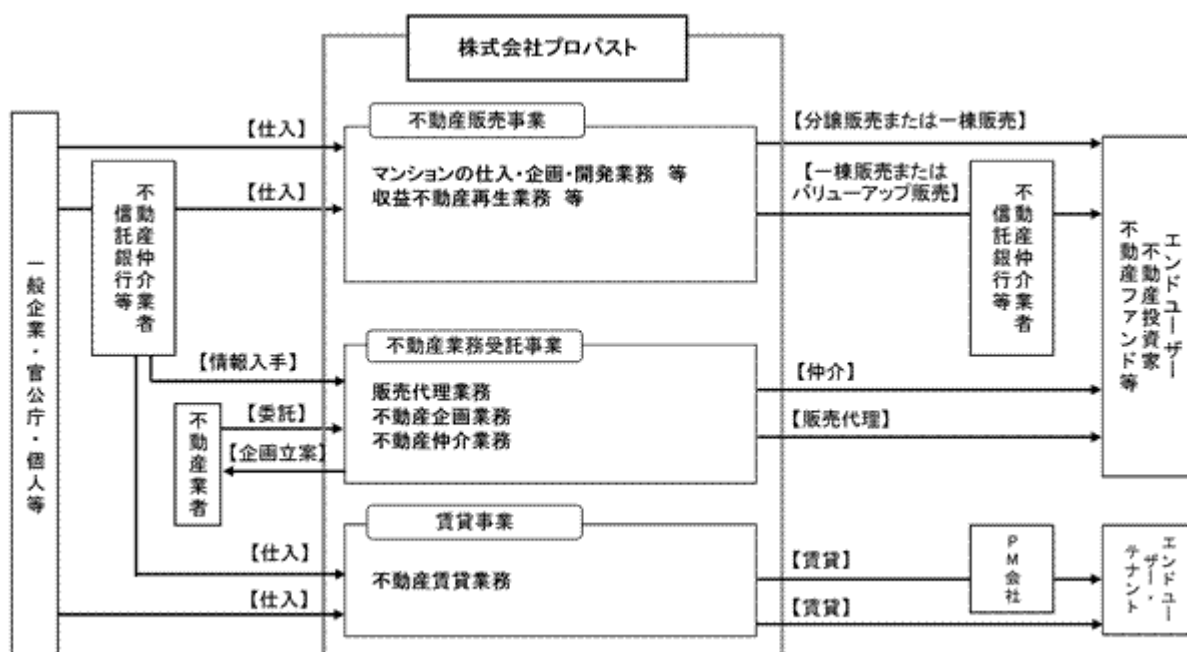 株式会社プロパスト
一般企業・官公庁・個人等
【仕入】
【仕入】
不動産仲介業者
信託銀行等
不動産販売事業
マンションの仕入・企画・開発業務 等
収益不動産再生業務 等
【分譲販売または一棟販売】
【一棟販売または
バリューアップ販売】
不動産仲介業者
信託銀行等
エンドユーザー
不動産投資家
不動産ファンド等
【情報入手】
【委託】
【企画立案】
不動産業者
不動産業務受託事業
販売代理業務
不動産企画業務
不動産仲介業務
【仲介】
【販売代理】
【仕入】
【仕入】
賃貸事業
不動産賃貸業務
【賃貸】
【賃貸】
PM会社
エンドユー
ザー・
テナント